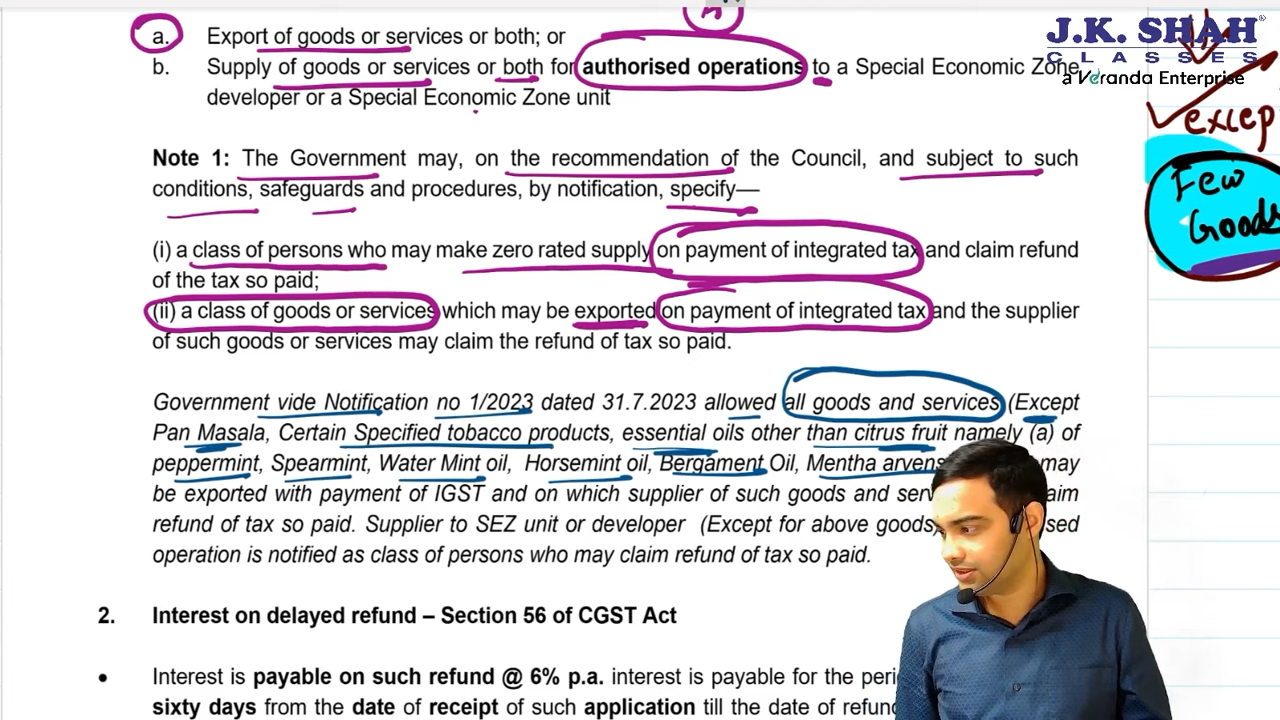 a. Export of goods or services or both; or
b. Supply of goods or services or both for authorised operations to a Special Economic Zone
developer or a Special Economic Zone unit
J.K. SHAH
CLASSES
a Veranda Enterprise
excep
Few
Goods
Note 1: The Government may, on the recommendation of the Council, and subject to such
conditions, safeguards and procedures, by notification, specify—
(i) a class of persons who may make zero rated supply on payment of integrated tax and claim refund
of the tax so paid;
(ii) a class of goods or services which may be exported on payment of integrated tax and the supplier
of such goods or services may claim the refund of tax so paid.
Government vide Notification no 1/2023 dated 31.7.2023 allowed all goods and services (Except
Pan Masala, Certain Specified tobacco products, essential oils other than citrus fruit namely (a) of
peppermint, Spearmint, Water Mint oil, Horsemint oil, Bergament Oil, Mentha arvens may
be exported with payment of IGST and on which supplier of such goods and serv aim
refund of tax so paid. Supplier to SEZ unit or developer (Except for above goods) sed
operation is notified as class of persons who may claim refund of tax so paid.
2. Interest on delayed refund – Section 56 of CGST Act
• Interest is payable on such refund @ 6% p.a. interest is payable for the peri
sixty days from the date of receipt of such application till the date of refund